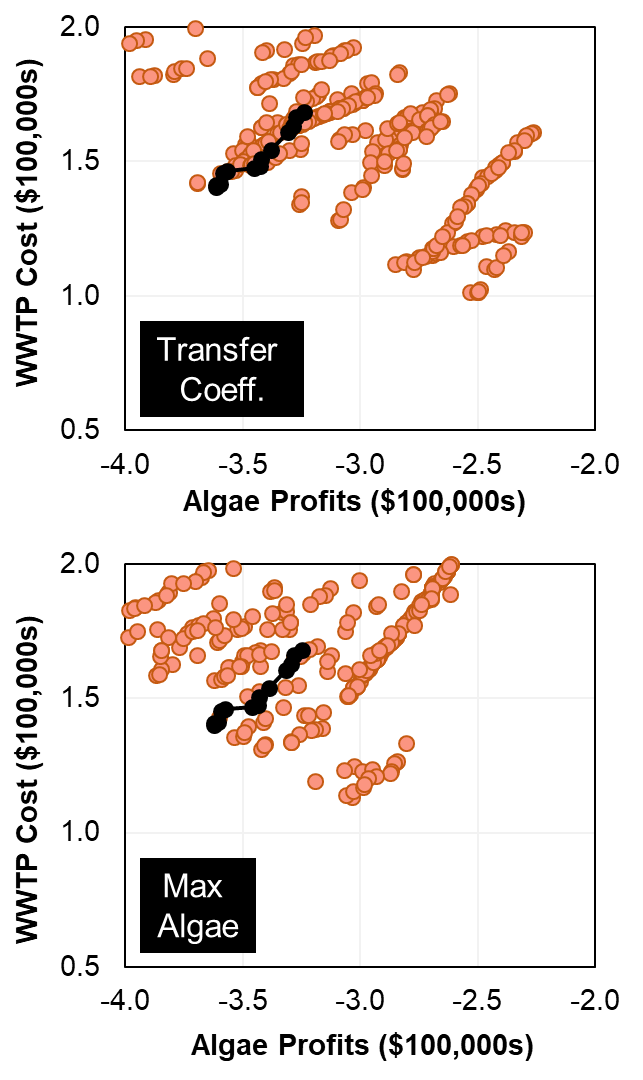 2.0
1.5
1.0
0.5
WWTP Cost ($100,000s)
Transfer
Coeff.
-4.0 -3.5 -3.0 -2.5 -2.0
Algae Profits ($100,000s)
2.0
1.5
1.0
0.5
WWTP Cost ($100,000s)
Max
Algae
-4.0 -3.5 -3.0 -2.5 -2.0
Algae Profits ($100,000s)